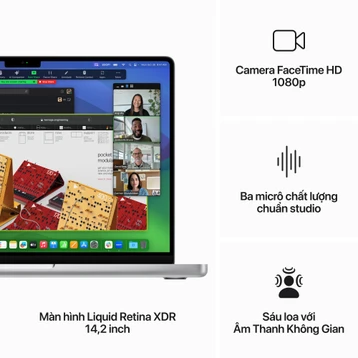 Màn hình Liquid Retina XDR
14,2 inch
Camera FaceTime HD
1080p
Ba micrô chất lượng
chuẩn studio
Sáu loa với
Âm Thanh Không Gian